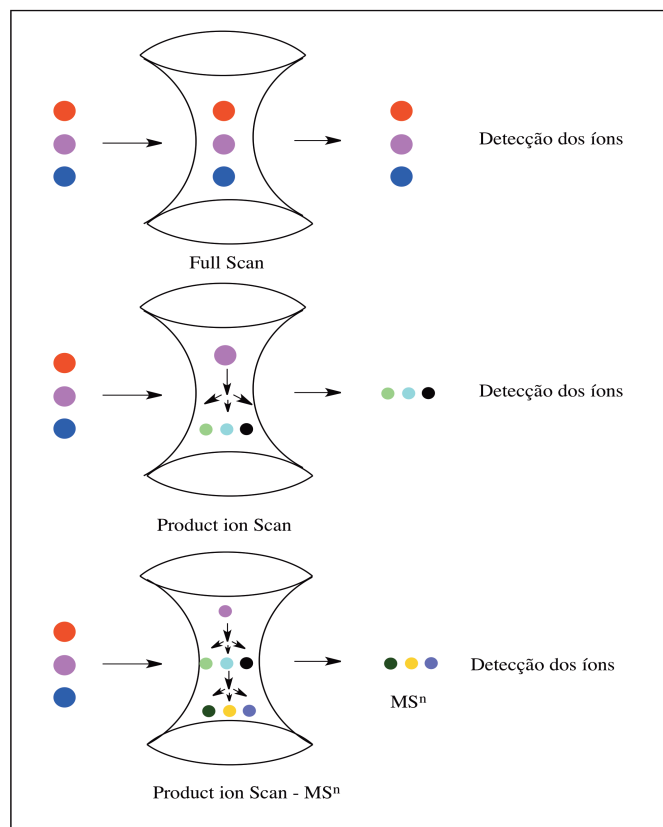 Detecção dos íons
Full Scan
Detecção dos íons
Product ion Scan
Detecção dos íons
MSⁿ
Product ion Scan - MSⁿ